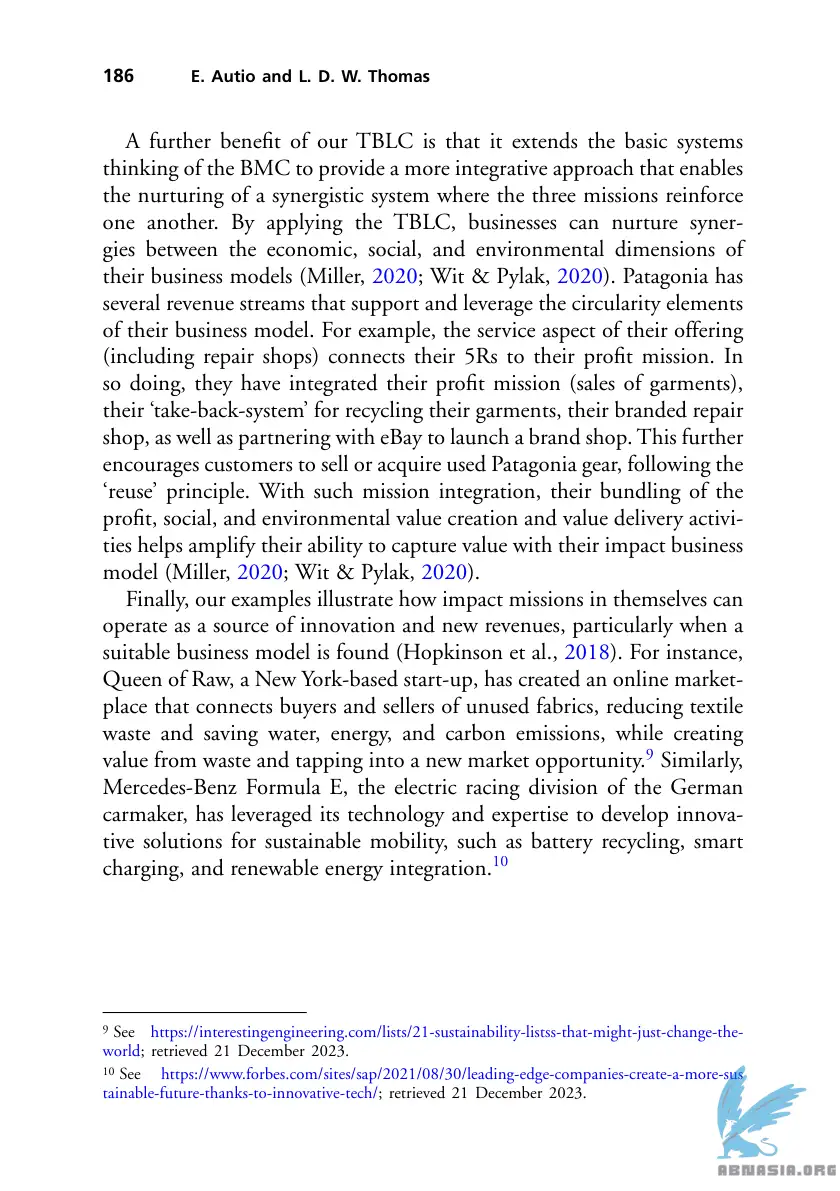 186 E. Autio and L. D. W. Thomas
A further benefit of our TBLC is that it extends the basic systems
thinking of the BMC to provide a more integrative approach that enables
the nurturing of a synergistic system where the three missions reinforce
one another. By applying the TBLC, businesses can nurture syner-
gies between the economic, social, and environmental dimensions of
their business models (Miller, 2020; Wit & Pylak, 2020). Patagonia has
several revenue streams that support and leverage the circularity elements
of their business model. For example, the service aspect of their offering
(including repair shops) connects their 5Rs to their profit mission. In
so doing, they have integrated their profit mission (sales of garments),
their ‘take-back-system’ for recycling their garments, their branded repair
shop, as well as partnering with eBay to launch a brand shop. This further
encourages customers to sell or acquire used Patagonia gear, following the
‘reuse’ principle. With such mission integration, their bundling of the
profit, social, and environmental value creation and value delivery activi-
ties helps amplify their ability to capture value with their impact business
model (Miller, 2020; Wit & Pylak, 2020).
Finally, our examples illustrate how impact missions in themselves can
operate as a source of innovation and new revenues, particularly when a
suitable business model is found (Hopkinson et al., 2018). For instance,
Queen of Raw, a New York-based start-up, has created an online market-
place that connects buyers and sellers of unused fabrics, reducing textile
waste and saving water, energy, and carbon emissions, while creating
value from waste and tapping into a new market opportunity.9 Similarly,
Mercedes-Benz Formula E, the electric racing division of the German
carmaker, has leveraged its technology and expertise to develop innova-
tive solutions for sustainable mobility, such as battery recycling, smart
charging, and renewable energy integration.10
9 See https://interestingengineering.com/lists/21-sustainability-listss-that-might-just-change-the-
world; retrieved 21 December 2023.
10 See https://www.forbes.com/sites/sap/2021/08/30/leading-edge-companies-create-a-more-sus
tainable-future-thanks-to-innovative-tech/; retrieved 21 December 2023.
ABNASIA.ORG